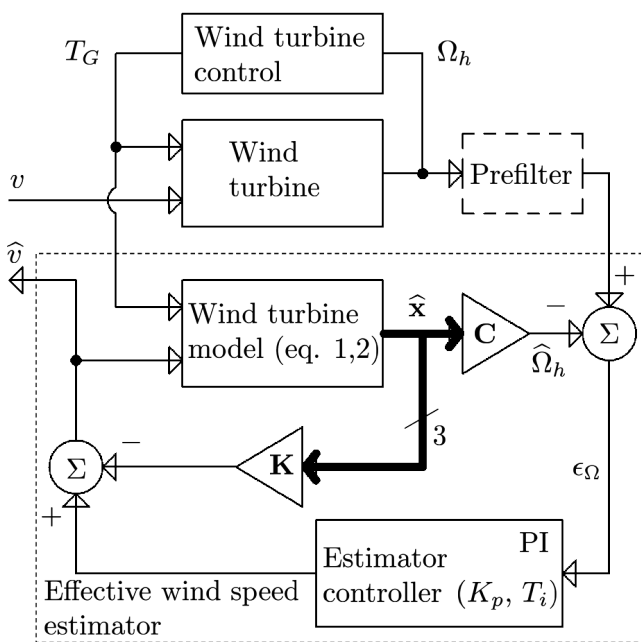 T_G
Wind turbine
control
Ω_h
Wind
turbine
Prefilter
v
v̂
+
Wind turbine
model (eq. 1,2)
x̂
C
−
Σ
Ω̂_h
3
K
−
Σ
ϵ_Ω
+
PI
Estimator
controller (K_p, T_i)
Effective wind speed
estimator